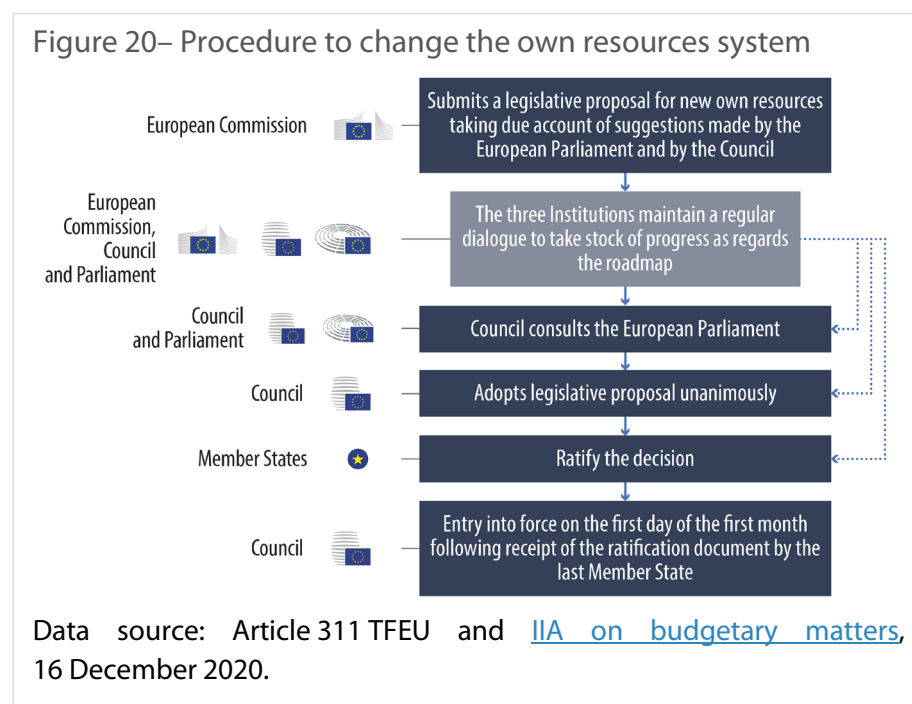 Figure 20– Procedure to change the own resources system
European Commission
Submits a legislative proposal for new own resources
taking due account of suggestions made by the
European Parliament and by the Council
European
Commission,
Council
and Parliament
The three Institutions maintain a regular
dialogue to take stock of progress as regards
the roadmap
Council
and Parliament
Council consults the European Parliament
Council
Adopts legislative proposal unanimously
Member States
Ratify the decision
Council
Entry into force on the first day of the first month
following receipt of the ratification document by the
last Member State
Data source: Article 311 TFEU and IIA on budgetary matters,
16 December 2020.